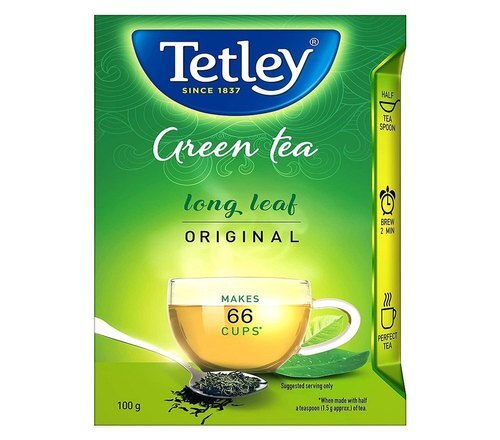 Tetley®
SINCE 1837
Green tea
long leaf
ORIGINAL
MAKES
66
CUPS*
Suggested serving only
*When made with half
a teaspoon (1.5 g approx.) of tea.
100 g
HALF
TEA
SPOON
BREW
2 MIN
PERFECT
TEA